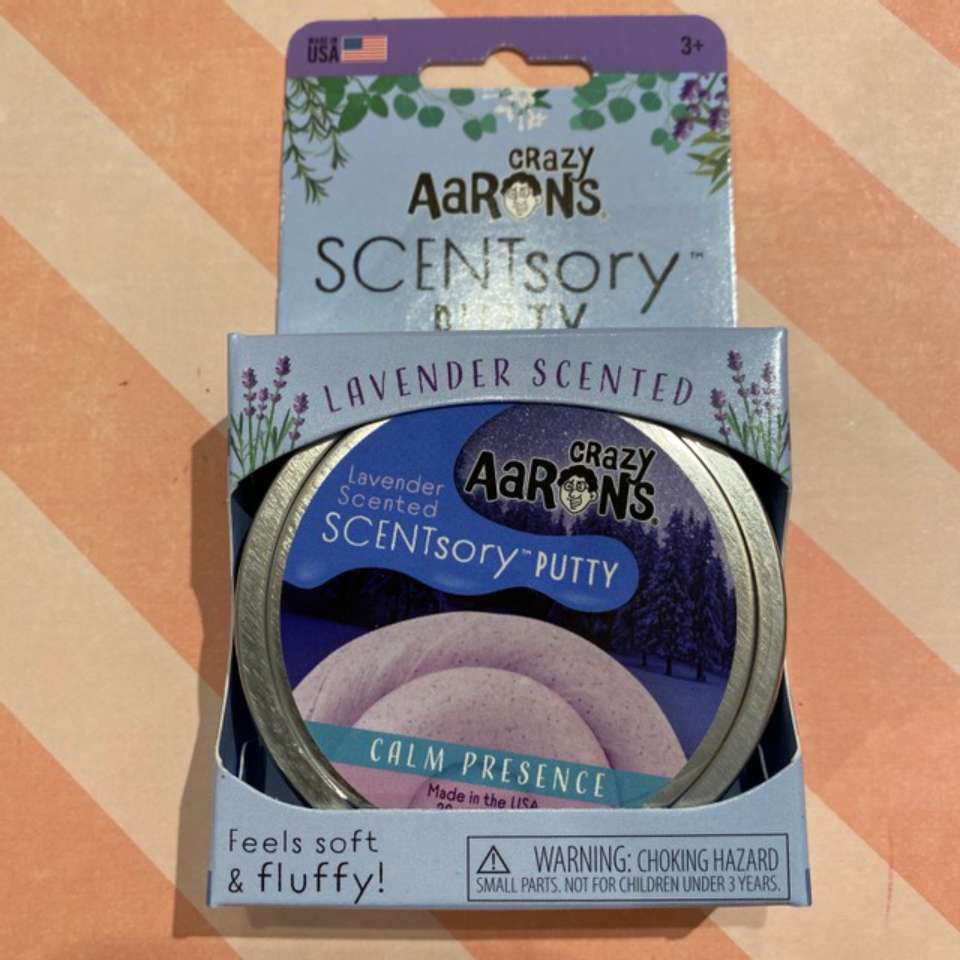 MADE IN
USA
3+
CRAZY
AARONS®
SCENTsory™
PUTTY
LAVENDER SCENTED
CRAZY
AARONS®
Lavender
Scented
SCENTsory™ PUTTY
CALM PRESENCE
Made in the USA
Feels soft
& fluffy!
WARNING: CHOKING HAZARD
SMALL PARTS. NOT FOR CHILDREN UNDER 3 YEARS.